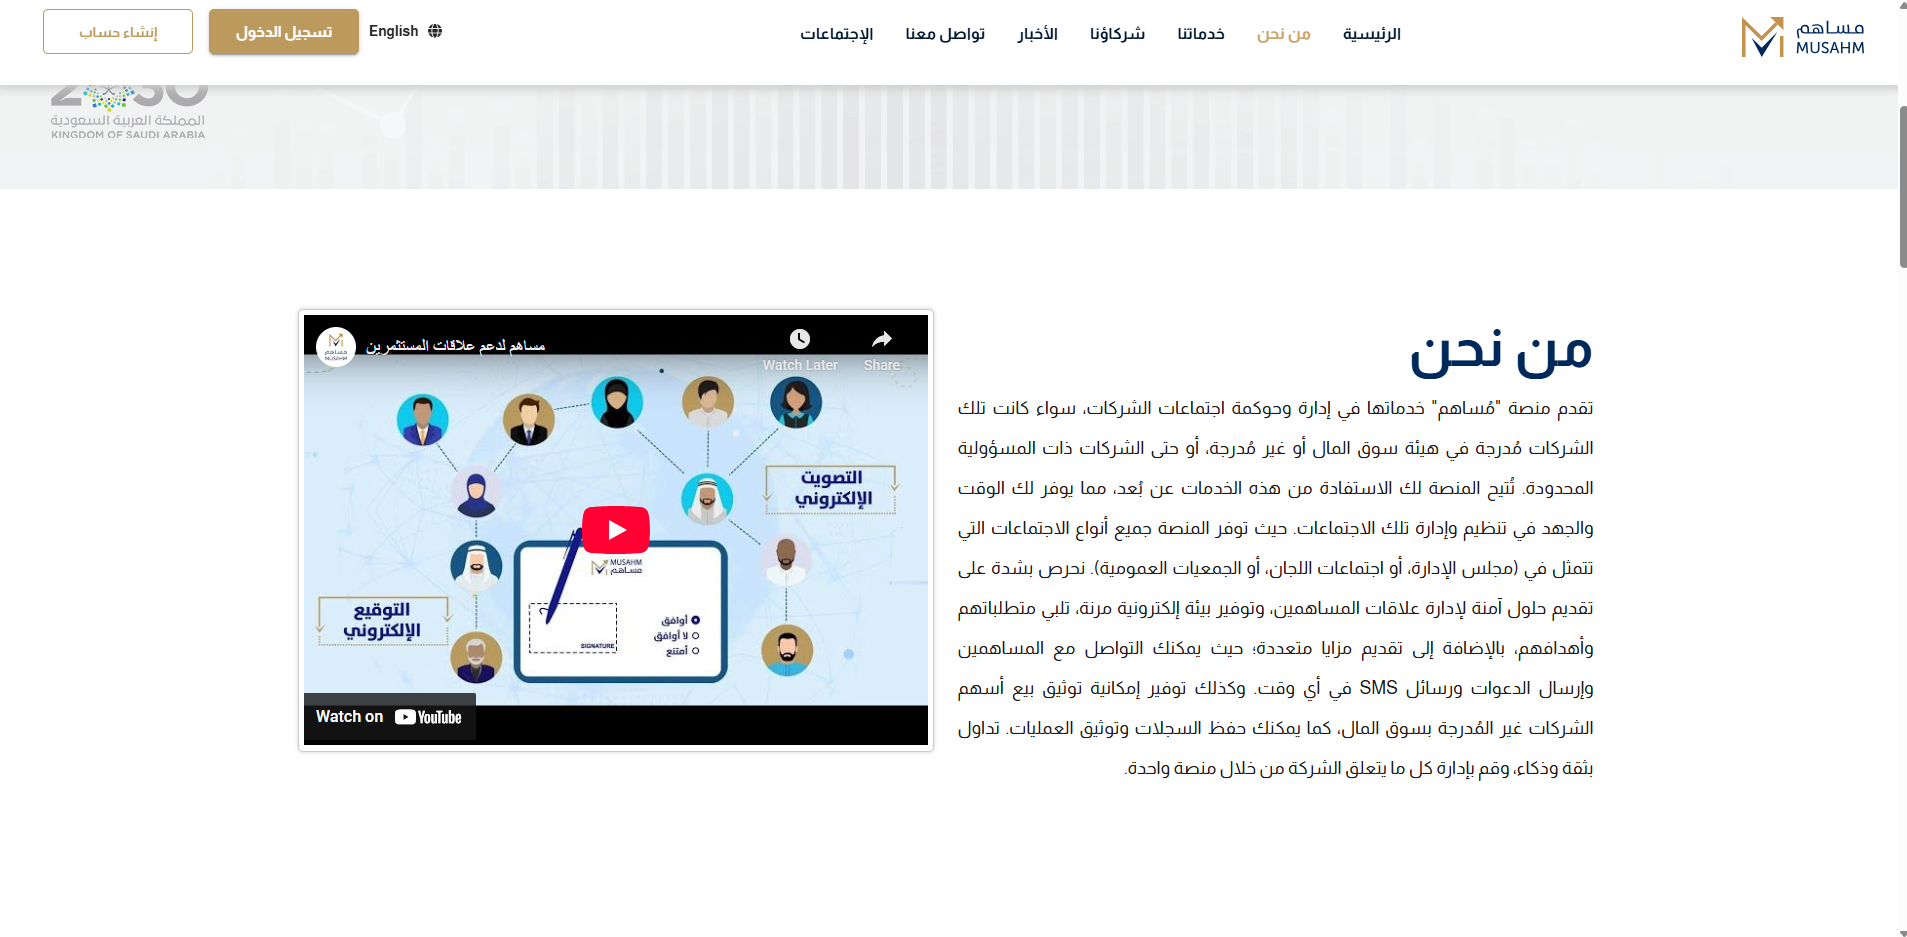 مساهم
MUSAHM
الرئيسية
من نحن
خدماتنا
شركاؤنا
الأخبار
تواصل معنا
الإجتماعات
English
تسجيل الدخول
إنشاء حساب
2030
المملكة العربية السعودية
KINGDOM OF SAUDI ARABIA
من نحن
تقدم منصة "مُساهم" خدماتها في إدارة وحوكمة اجتماعات الشركات، سواء كانت تلك
الشركات مُدرجة في هيئة سوق المال أو غير مُدرجة، أو حتى الشركات ذات المسؤولية
المحدودة. تُتيح المنصة لك الاستفادة من هذه الخدمات عن بُعد، مما يوفر لك الوقت
والجهد في تنظيم وإدارة تلك الاجتماعات. حيث توفر المنصة جميع أنواع الاجتماعات التي
تتمثل في (مجلس الإدارة، أو اجتماعات اللجان، أو الجمعيات العمومية). نحرص بشدة على
تقديم حلول آمنة لإدارة علاقات المساهمين، وتوفير بيئة إلكترونية مرنة، تلبي متطلباتهم
وأهدافهم، بالإضافة إلى تقديم مزايا متعددة؛ حيث يمكنك التواصل مع المساهمين
وإرسال الدعوات ورسائل SMS في أي وقت. وكذلك توفير إمكانية توثيق بيع أسهم
الشركات غير المُدرجة بسوق المال، كما يمكنك حفظ السجلات وتوثيق العمليات. تداول
بثقة وذكاء، وقم بإدارة كل ما يتعلق الشركة من خلال منصة واحدة.
مساهم
MUSAHM
مساهم لدعم علاقات المستثمرين
Watch Later
Share
التصويت
الإلكتروني
MUSAHM
مساهم
التوقيع
الإلكتروني
أوافق
لا أوافق
أمتنع
SIGNATURE
Watch on YouTube